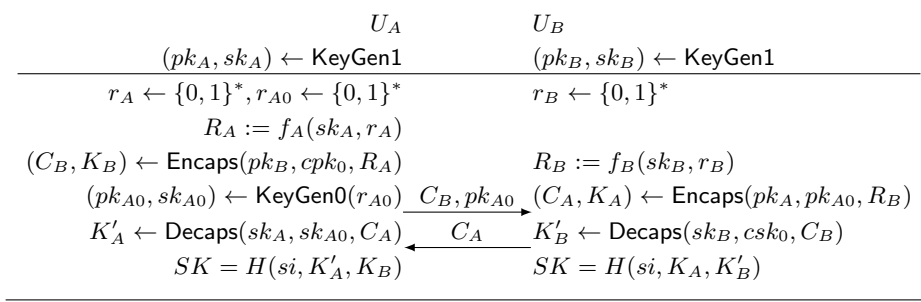 U_A U_B
(pk_A, sk_A) ← KeyGen1 (pk_B, sk_B) ← KeyGen1
r_A ← {0, 1}^*, r_{A0} ← {0, 1}^* r_B ← {0, 1}^*
R_A := f_A(sk_A, r_A)
(C_B, K_B) ← Encaps(pk_B, cpk_0, R_A) R_B := f_B(sk_B, r_B)
(pk_{A0}, sk_{A0}) ← KeyGen0(r_{A0}) C_B, pk_{A0} (C_A, K_A) ← Encaps(pk_A, pk_{A0}, R_B)
K'_A ← Decaps(sk_A, sk_{A0}, C_A) C_A K'_B ← Decaps(sk_B, csk_0, C_B)
SK = H(si, K'_A, K_B) SK = H(si, K_A, K'_B)